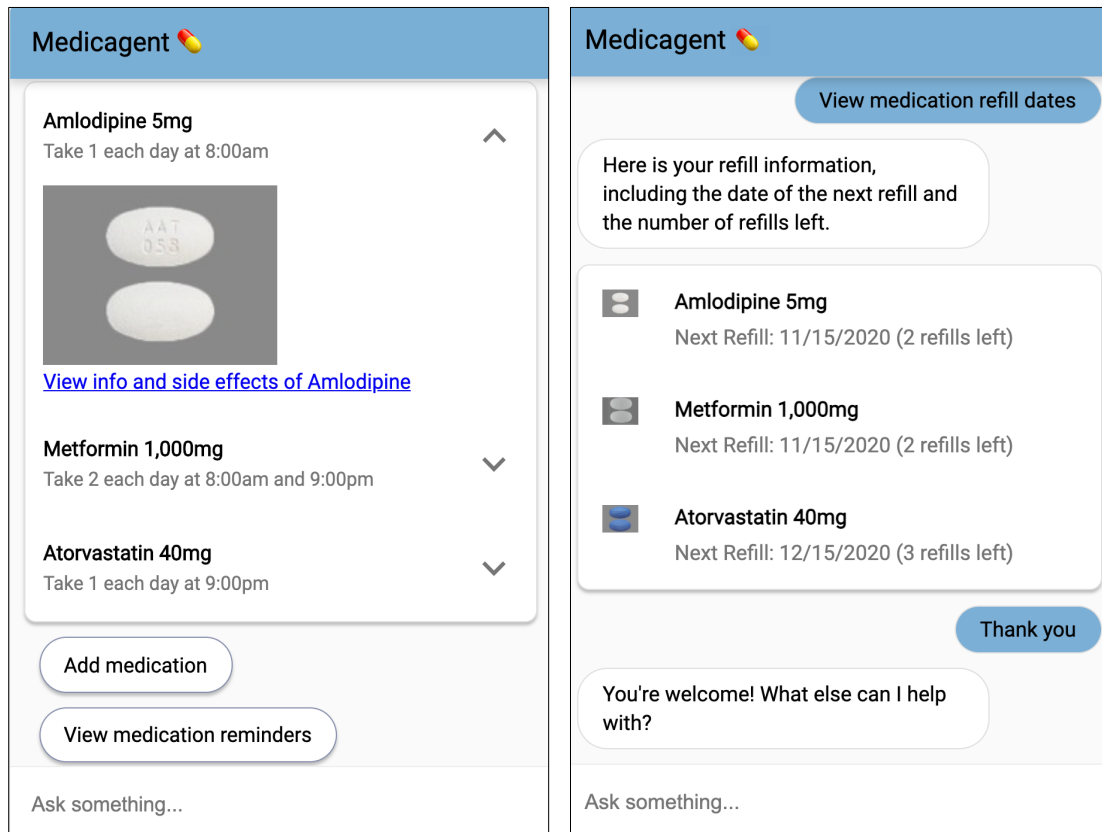 Medicagent 💊
Amlodipine 5mg
Take 1 each day at 8:00am
AAT
058
View info and side effects of Amlodipine
Metformin 1,000mg
Take 2 each day at 8:00am and 9:00pm
Atorvastatin 40mg
Take 1 each day at 9:00pm
Add medication
View medication reminders
Ask something...
Medicagent 💊
View medication refill dates
Here is your refill information,
including the date of the next refill and
the number of refills left.
Amlodipine 5mg
Next Refill: 11/15/2020 (2 refills left)
Metformin 1,000mg
Next Refill: 11/15/2020 (2 refills left)
Atorvastatin 40mg
Next Refill: 12/15/2020 (3 refills left)
Thank you
You're welcome! What else can I help
with?
Ask something...